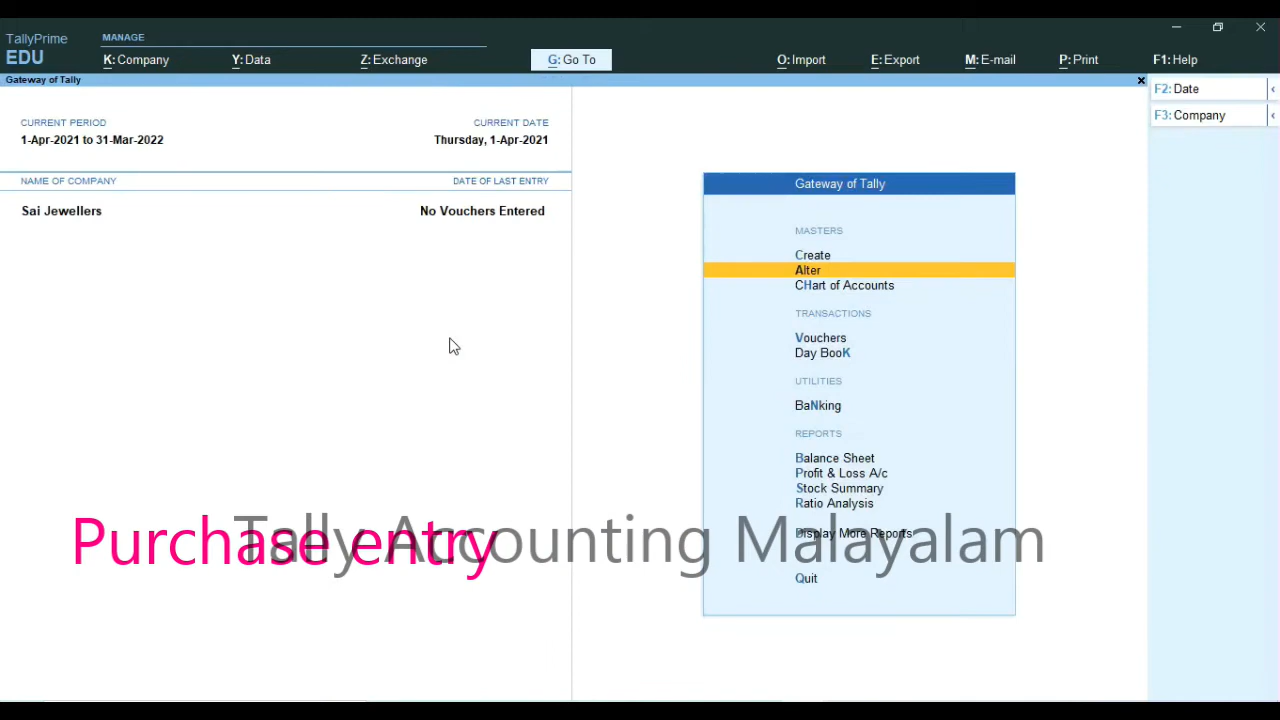 TallyPrime
EDU
MANAGE
K: Company
Y: Data
Z: Exchange
G: Go To
O: Import
E: Export
M: E-mail
P: Print
F1: Help
Gateway of Tally
F2: Date
F3: Company
CURRENT PERIOD
CURRENT DATE
1-Apr-2021 to 31-Mar-2022
Thursday, 1-Apr-2021
NAME OF COMPANY
DATE OF LAST ENTRY
Sai Jewellers
No Vouchers Entered
Gateway of Tally
MASTERS
Create
Alter
CHart of Accounts
TRANSACTIONS
Vouchers
Day BooK
UTILITIES
BaNking
REPORTS
Balance Sheet
Profit & Loss A/c
Stock Summary
Ratio Analysis
Display More Reports
Quit
Purchase entry
Tally Accounting Malayalam